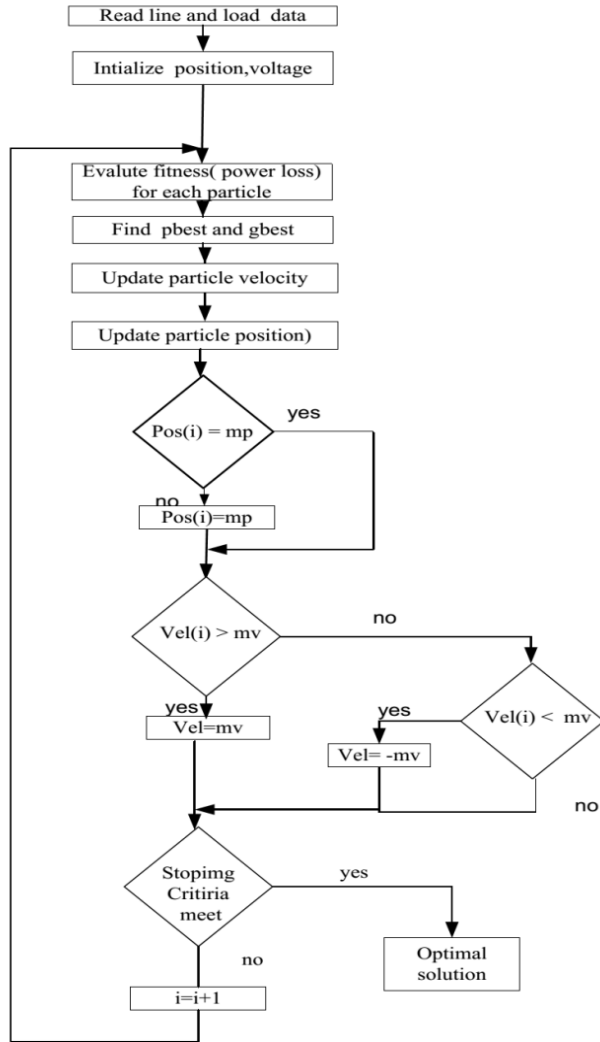 Read line and load data
Intialize position,voltage
Evalute fitness( power loss)
for each particle
Find pbest and gbest
Update particle velocity
Update particle position)
Pos(i) = mp
yes
no
Pos(i)=mp
Vel(i) > mv
no
yes
Vel=mv
Vel(i) < mv
yes
Vel= -mv
no
Stopimg
Critiria
meet
yes
Optimal
solution
no
i=i+1